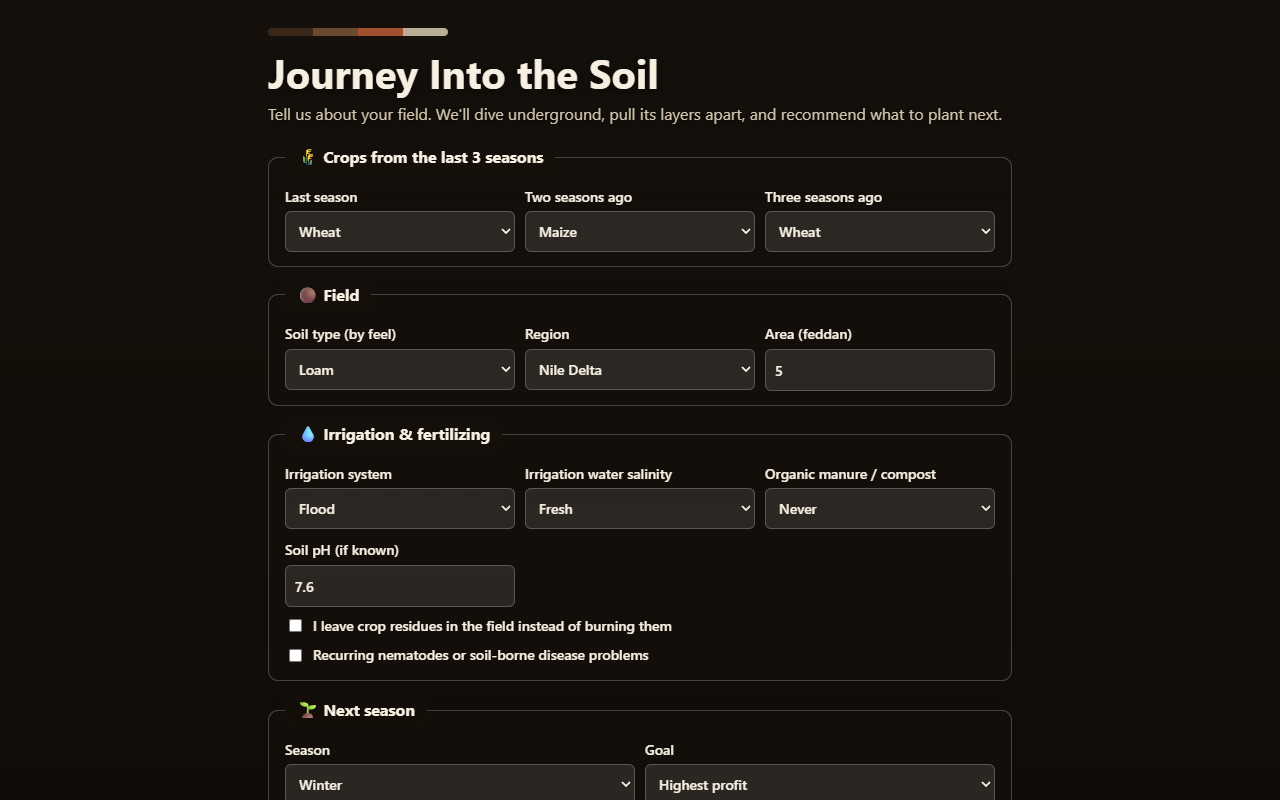 Journey Into the Soil
Tell us about your field. We'll dive underground, pull its layers apart, and recommend what to plant next.
Crops from the last 3 seasons
Last season Two seasons ago Three seasons ago
Wheat Maize Wheat
Field
Soil type (by feel) Region Area (feddan)
Loam Nile Delta 5
Irrigation & fertilizing
Irrigation system Irrigation water salinity Organic manure / compost
Flood Fresh Never
Soil pH (if known)
7.6
I leave crop residues in the field instead of burning them
Recurring nematodes or soil-borne disease problems
Next season
Season Goal
Winter Highest profit